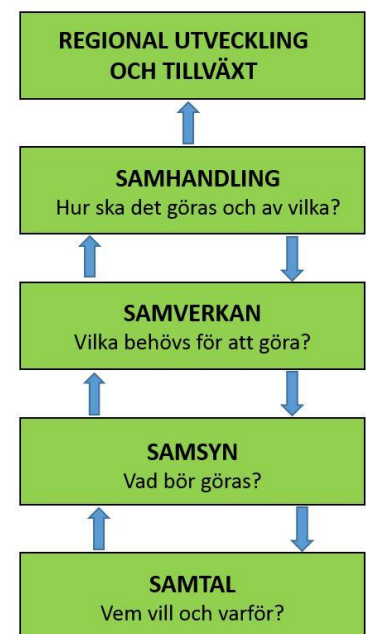 REGIONAL UTVECKLING
OCH TILLVÄXT
SAMHANDLING
Hur ska det göras och av vilka?
SAMVERKAN
Vilka behövs för att göra?
SAMSYN
Vad bör göras?
SAMTAL
Vem vill och varför?